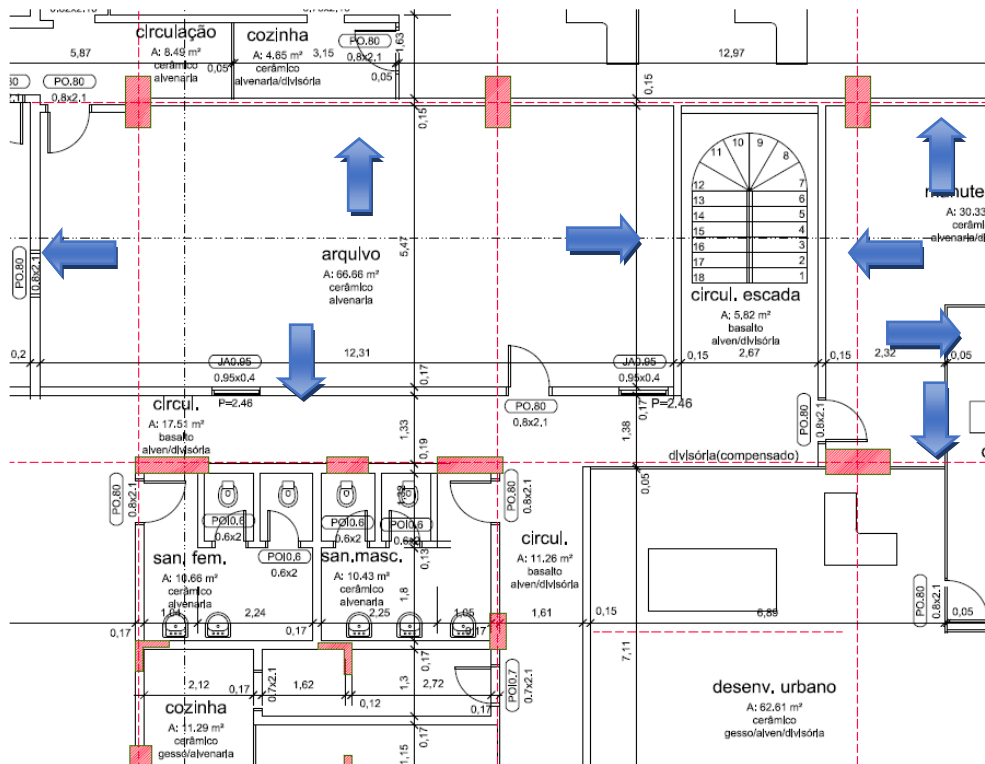 circulação
A: 8.49 m²
cerâmico
alvenaria
cozinha
A: 4.65 m²
cerâmico
alvenaria/divisória
5,87
0,05
3,15
0,05
1,63
PO.80
0,8x2.1
12,97
0,15
PO.80
0,8x2,1
0,15
arquivo
A: 66.66 m²
cerâmico
alvenaria
5,47
PO.80
0,8x2,1
11
10
9
8
12
7
13
6
14
5
15
4
16
3
17
2
18
1
circul. escada
A; 5,82 m²
basalto
alven/divisória
A: 30.33
0,2
12,31
0,17
0,15
2,67
0,15
2,32
0,05
JA0.95
0.95x0.4
P=2.46
JA0.95
0.95x0.4
P=2.46
PO.80
0,8x2,1
0,17
PO.80
0,8x2,1
circul.
A: 17.51 m²
basalto
alven/divisória
1,33
0,19
1,38
divisória(compensado)
0,05
PO.80
0.8x2.1
PO.80
0.8x2.1
POI0.6
0.6x2
POI0,6
0.6x2
POI0.6
0.6x2
POI0.6
san. fem.
A: 10.66 m²
cerâmico
alvenaria
san.masc.
A: 10.43 m²
cerâmico
alvenaria
0,13
1,8
circul.
A: 11.26 m²
basalto
alven/divisória
PO.80
0.8x2.1
1,04
2,24
2,25
1,05
1,61
0,15
6,89
0,05
0,17
0,17
0,17
7,11
0,17
1,3
2,12
0,17
0.7x2.1
1,62
0,12
2,72
0,17
POI0.7
0.7x2.1
cozinha
A: 11.29 m²
cerâmico
gesso/alvenaria
0,17
1,15
desenv. urbano
A: 62.61 m²
cerâmico
gesso/alven/divisória